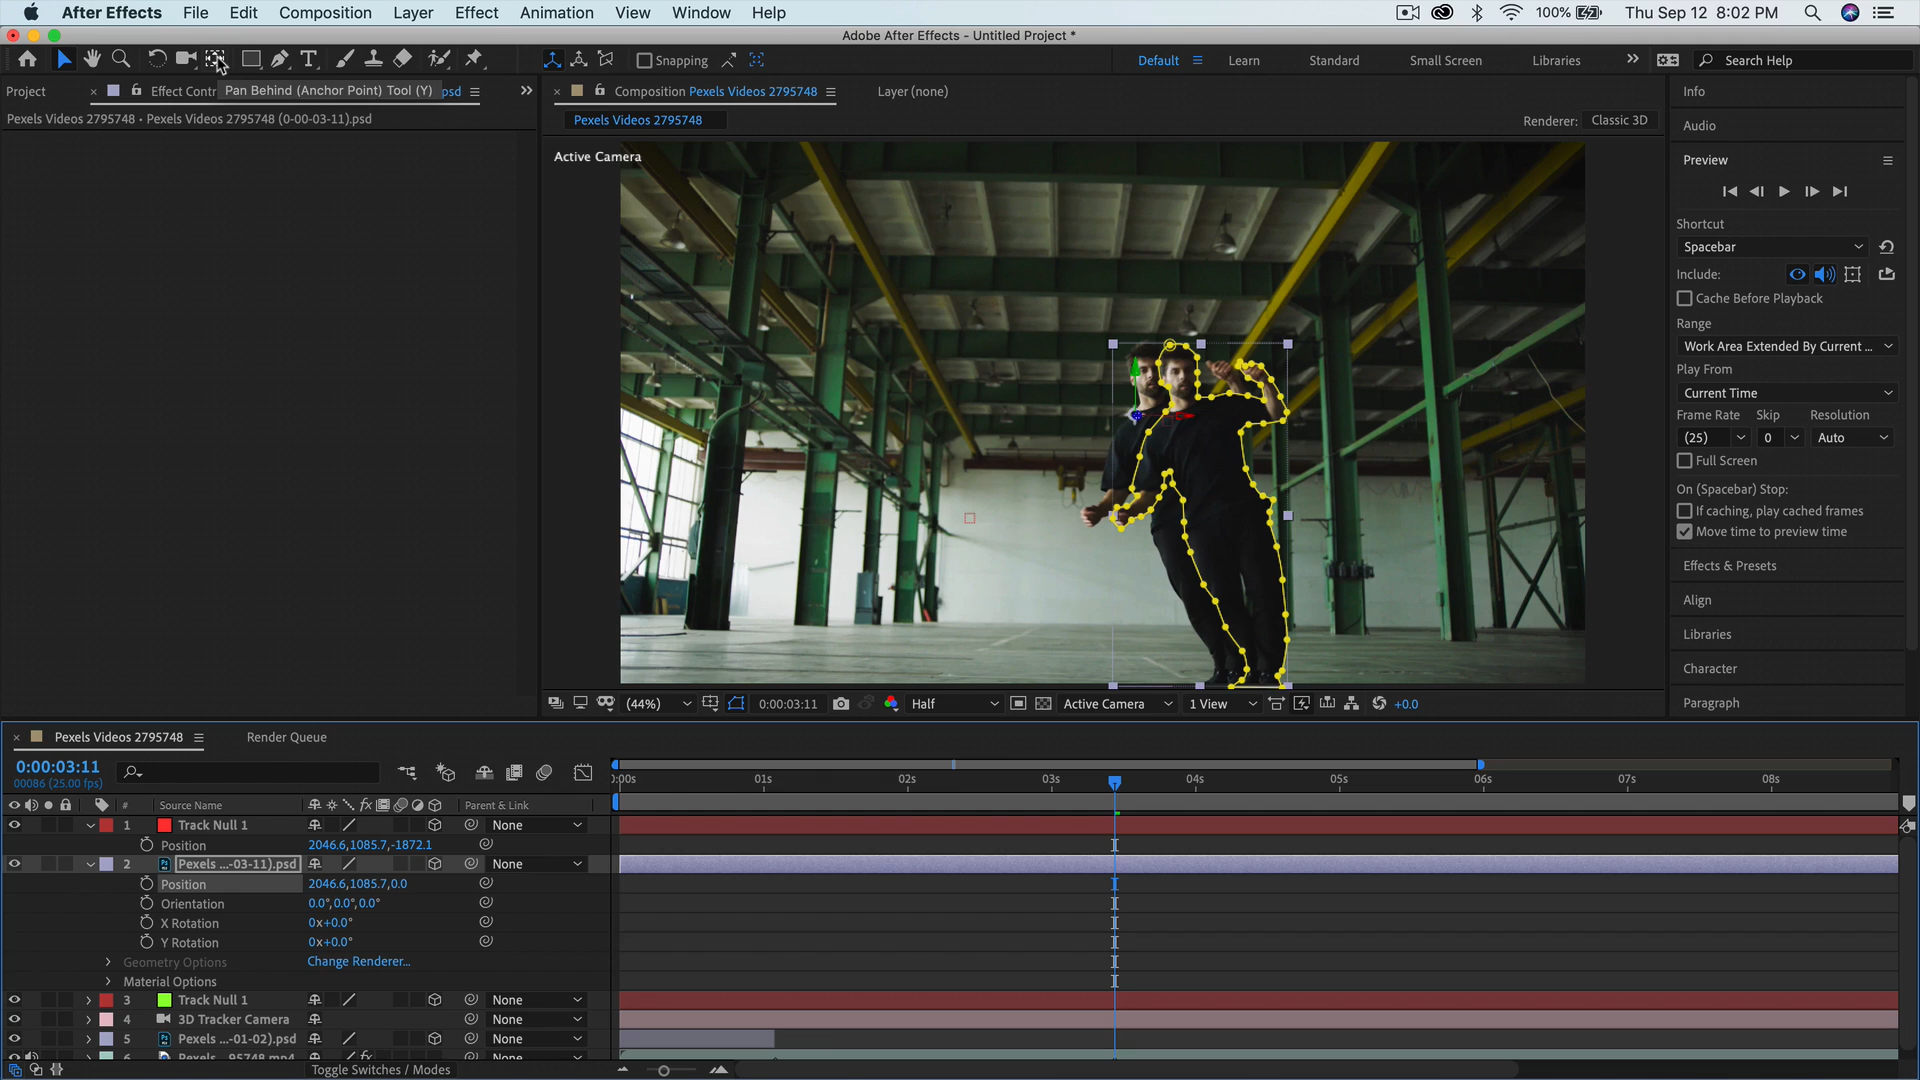 After Effects File Edit Composition Layer Effect Animation View Window Help 100% Thu Sep 12 8:02 PM
Adobe After Effects - Untitled Project *
T Snapping Default Learn Standard Small Screen Libraries Search Help
Project Effect Contr psd Composition Pexels Videos 2795748 Layer (none) Info
Pan Behind (Anchor Point) Tool (Y)
Pexels Videos 2795748 • Pexels Videos 2795748 (0-00-03-11).psd Pexels Videos 2795748 Renderer: Classic 3D
Audio
Active Camera
Preview
Shortcut
Spacebar
Include:
Cache Before Playback
Range
Work Area Extended By Current ...
Play From
Current Time
Frame Rate Skip Resolution
(25) 0 Auto
Full Screen
On (Spacebar) Stop:
If caching, play cached frames
Move time to preview time
Effects & Presets
Align
Libraries
Character
Paragraph
(44%) 0:00:03:11 Half Active Camera 1 View +0.0
Pexels Videos 2795748 Render Queue
0:00:03:11
00086 (25.00 fps)
:00s 01s 02s 03s 04s 05s 06s 07s 08s
# Source Name fx Parent & Link
1 Track Null 1 None
Position 2046.6,1085.7,-1872.1
2 Pexels ...-03-11).psd None
Position 2046.6,1085.7,0.0
Orientation 0.0°,0.0°,0.0°
X Rotation 0x+0.0°
Y Rotation 0x+0.0°
Geometry Options Change Renderer...
Material Options
3 Track Null 1 None
4 3D Tracker Camera None
5 Pexels ...-01-02).psd None
6 Pexels ...95748.mp4 fx None
Toggle Switches / Modes